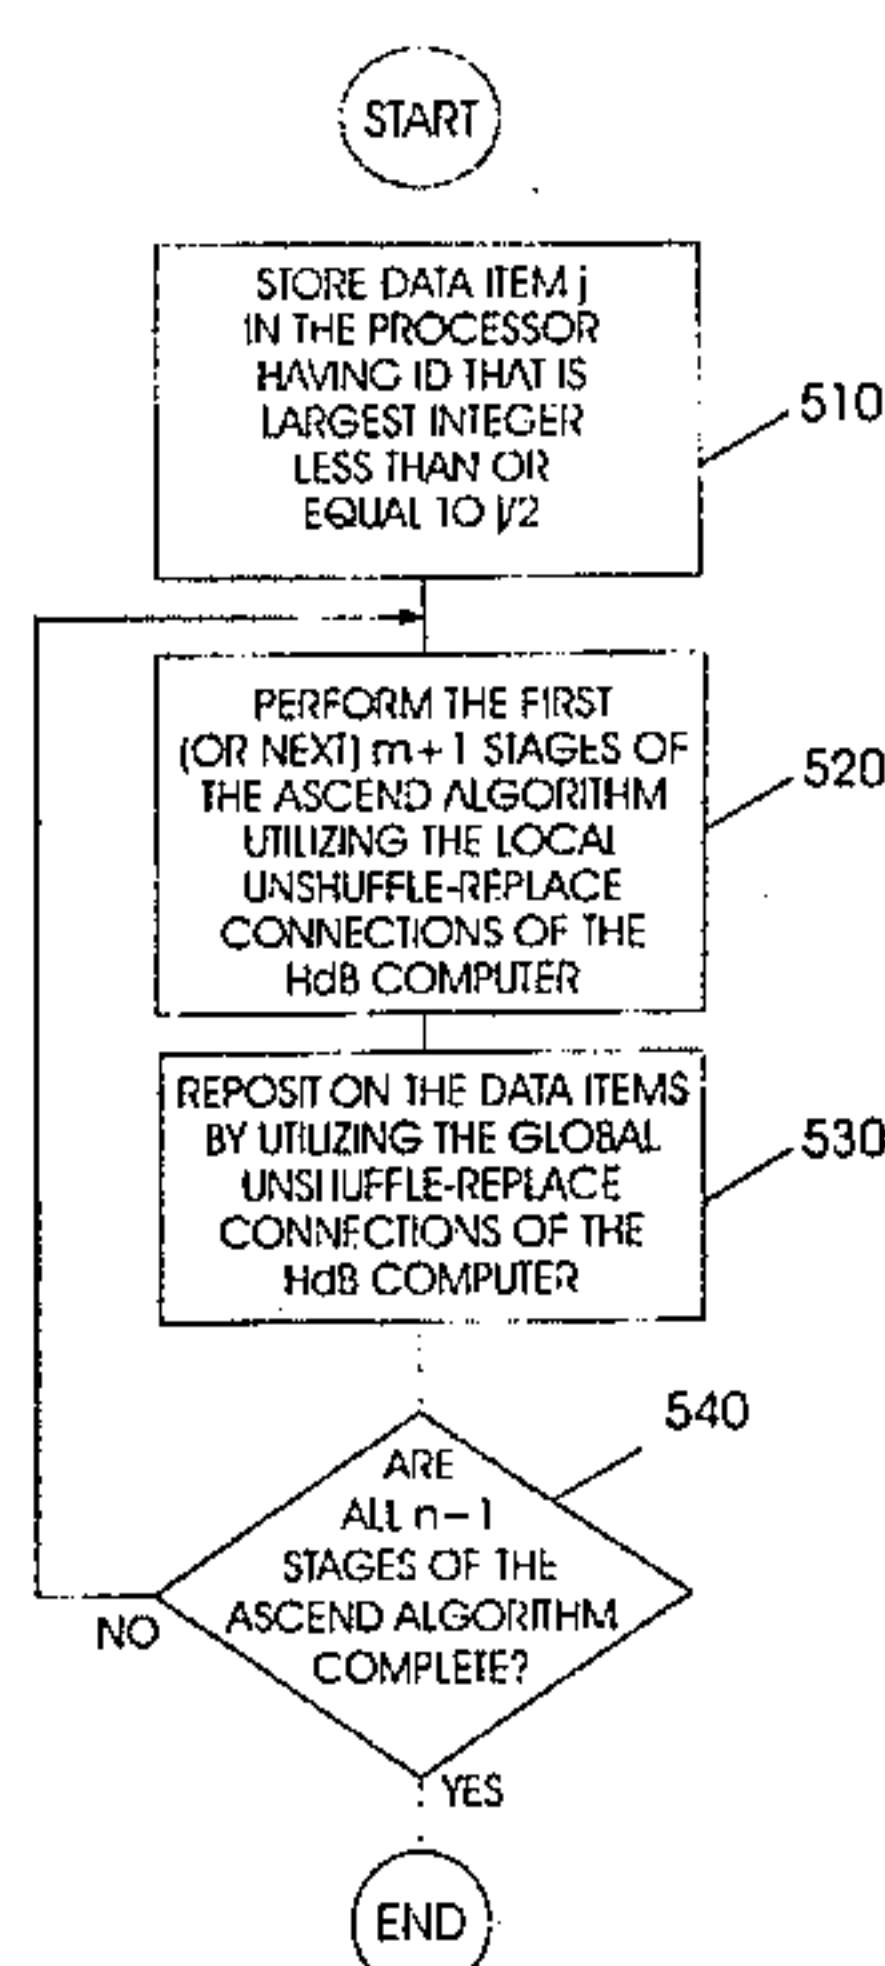 START
STORE DATA ITEM j
IN THE PROCESSOR
HAVING ID THAT IS
LARGEST INTEGER
LESS THAN OR
EQUAL TO j/2
510
PERFORM THE FIRST
(OR NEXT) m+1 STAGES OF
THE ASCEND ALGORITHM
UTILIZING THE LOCAL
UNSHUFFLE-REPLACE
CONNECTIONS OF THE
HdB COMPUTER
520
REPOSITION THE DATA ITEMS
BY UTILIZING THE GLOBAL
UNSHUFFLE-REPLACE
CONNECTIONS OF THE
HdB COMPUTER
530
540
ARE
ALL n-1
STAGES OF THE
ASCEND ALGORITHM
COMPLETE?
NO
YES
END